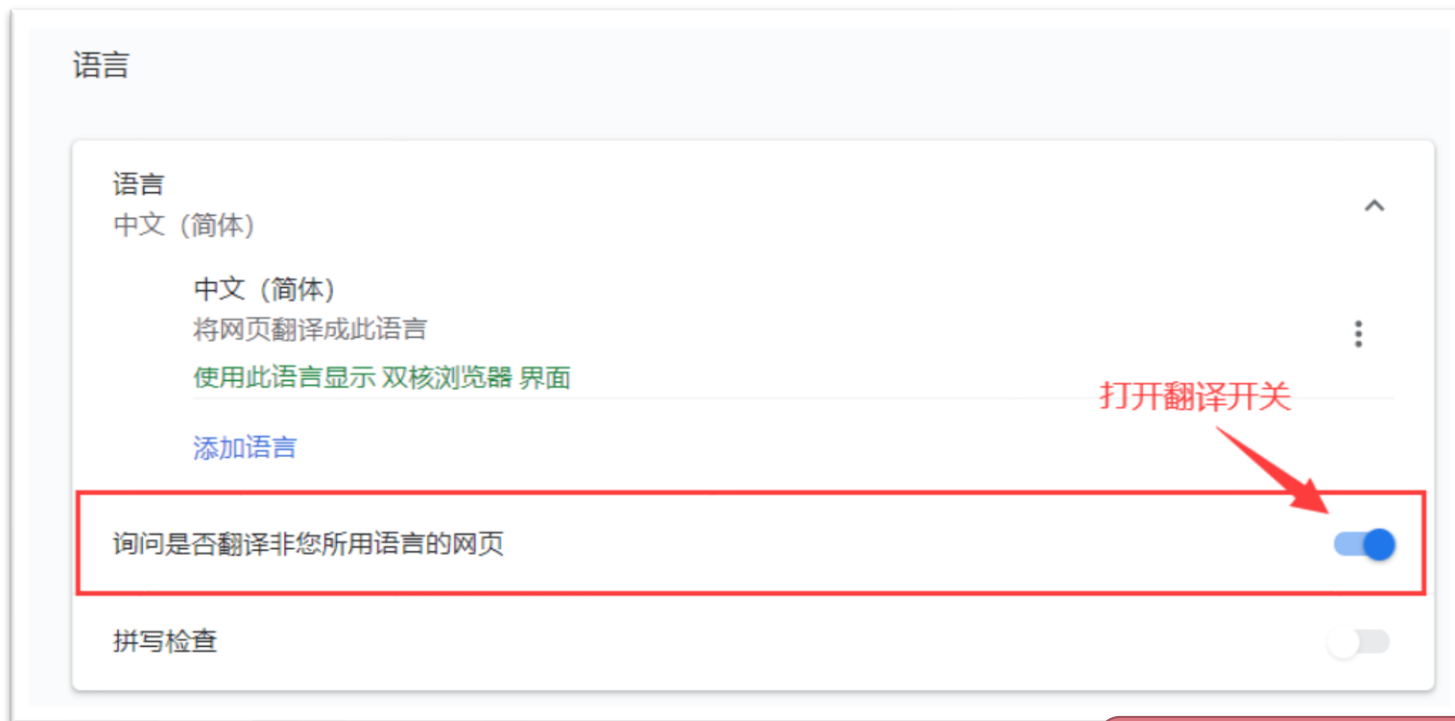 语言
语言
中文（简体）
中文（简体）
将网页翻译成此语言
使用此语言显示 双核浏览器 界面
打开翻译开关
添加语言
询问是否翻译非您所用语言的网页
拼写检查